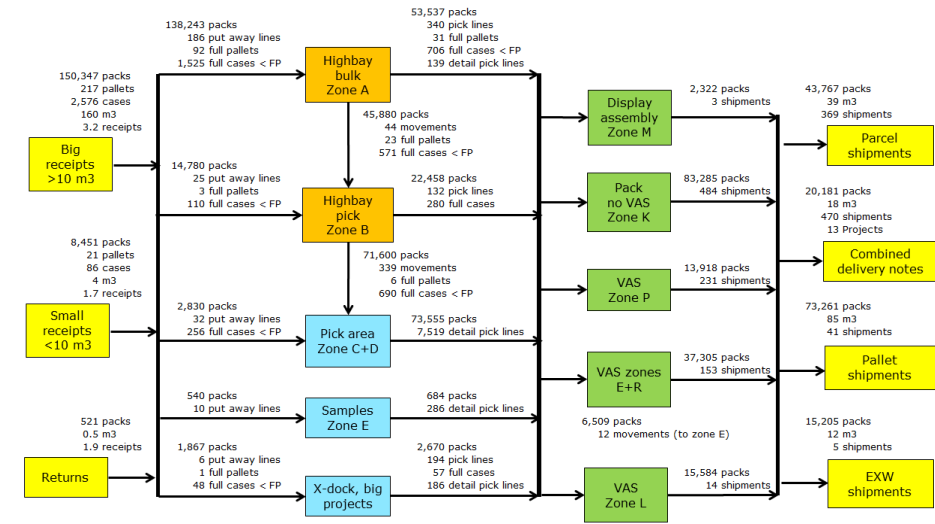 150,347 packs
217 pallets
2,576 cases
160 m3
3.2 receipts
Big
receipts
>10 m3
8,451 packs
21 pallets
86 cases
4 m3
1.7 receipts
Small
receipts
<10 m3
521 packs
0.5 m3
1.9 receipts
Returns
138,243 packs
186 put away lines
92 full pallets
1,525 full cases < FP
14,780 packs
25 put away lines
3 full pallets
110 full cases < FP
2,830 packs
32 put away lines
256 full cases < FP
540 packs
10 put away lines
1,867 packs
6 put away lines
1 full pallets
48 full cases < FP
Highbay
bulk
Zone A
45,880 packs
44 movements
23 full pallets
571 full cases < FP
Highbay
pick
Zone B
71,600 packs
339 movements
6 full pallets
690 full cases < FP
Pick area
Zone C+D
Samples
Zone E
X-dock, big
projects
53,537 packs
340 pick lines
31 full pallets
706 full cases < FP
139 detail pick lines
22,458 packs
132 pick lines
280 full cases
73,555 packs
7,519 detail pick lines
684 packs
286 detail pick lines
2,670 packs
194 pick lines
57 full cases
186 detail pick lines
Display
assembly
Zone M
Pack
no VAS
Zone K
VAS
Zone P
VAS zones
E+R
6,509 packs
12 movements (to zone E)
VAS
Zone L
2,322 packs
3 shipments
83,285 packs
484 shipments
13,918 packs
231 shipments
37,305 packs
153 shipments
15,584 packs
14 shipments
43,767 packs
39 m3
369 shipments
Parcel
shipments
20,181 packs
18 m3
470 shipments
13 Projects
Combined
delivery notes
73,261 packs
85 m3
41 shipments
Pallet
shipments
15,205 packs
12 m3
5 shipments
EXW
shipments